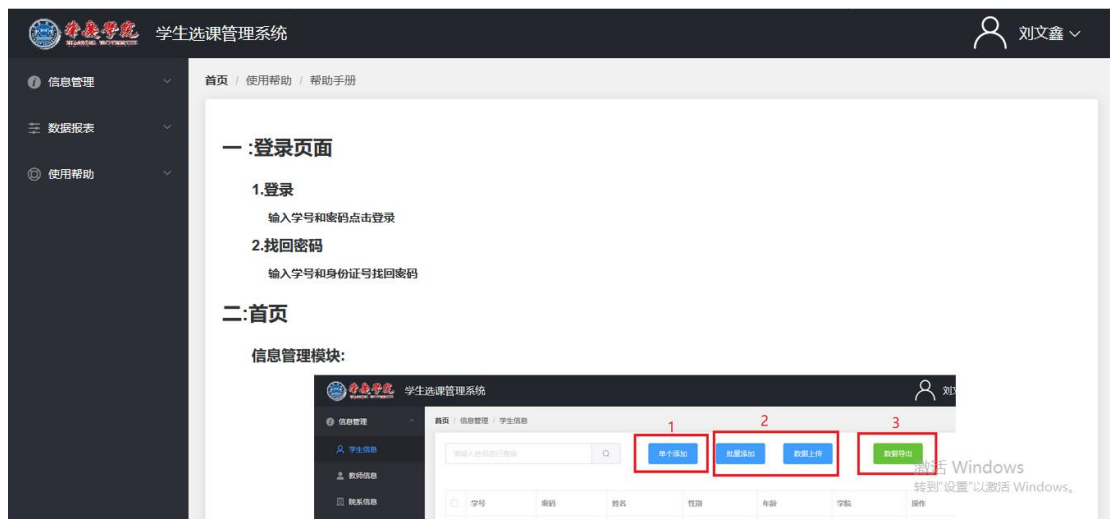 学生选课管理系统
刘文鑫
信息管理
首页 / 使用帮助 / 帮助手册
数据报表
使用帮助
一 :登录页面
1.登录
输入学号和密码点击登录
2.找回密码
输入学号和身份证号找回密码
二:首页
信息管理模块:
学生选课管理系统
信息管理
首页 / 信息管理 / 学生信息
1
2
3
学生信息
单个添加
批量添加
数据上传
数据导出
教师信息
院系信息
学号 密码 姓名 性别 年龄 学院 操作
激活 Windows
转到"设置"以激活 Windows。